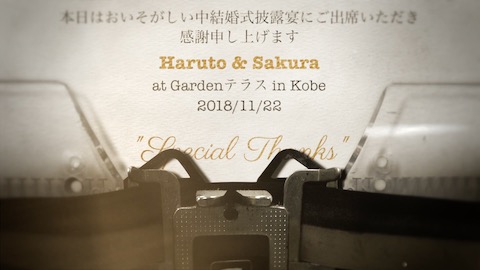 本日はおいそがしい中結婚式披露宴にご出席いただき
感謝申し上げます
Haruto & Sakura
at Gardenテラス in Kobe
2018/11/22
"Special Thanks"